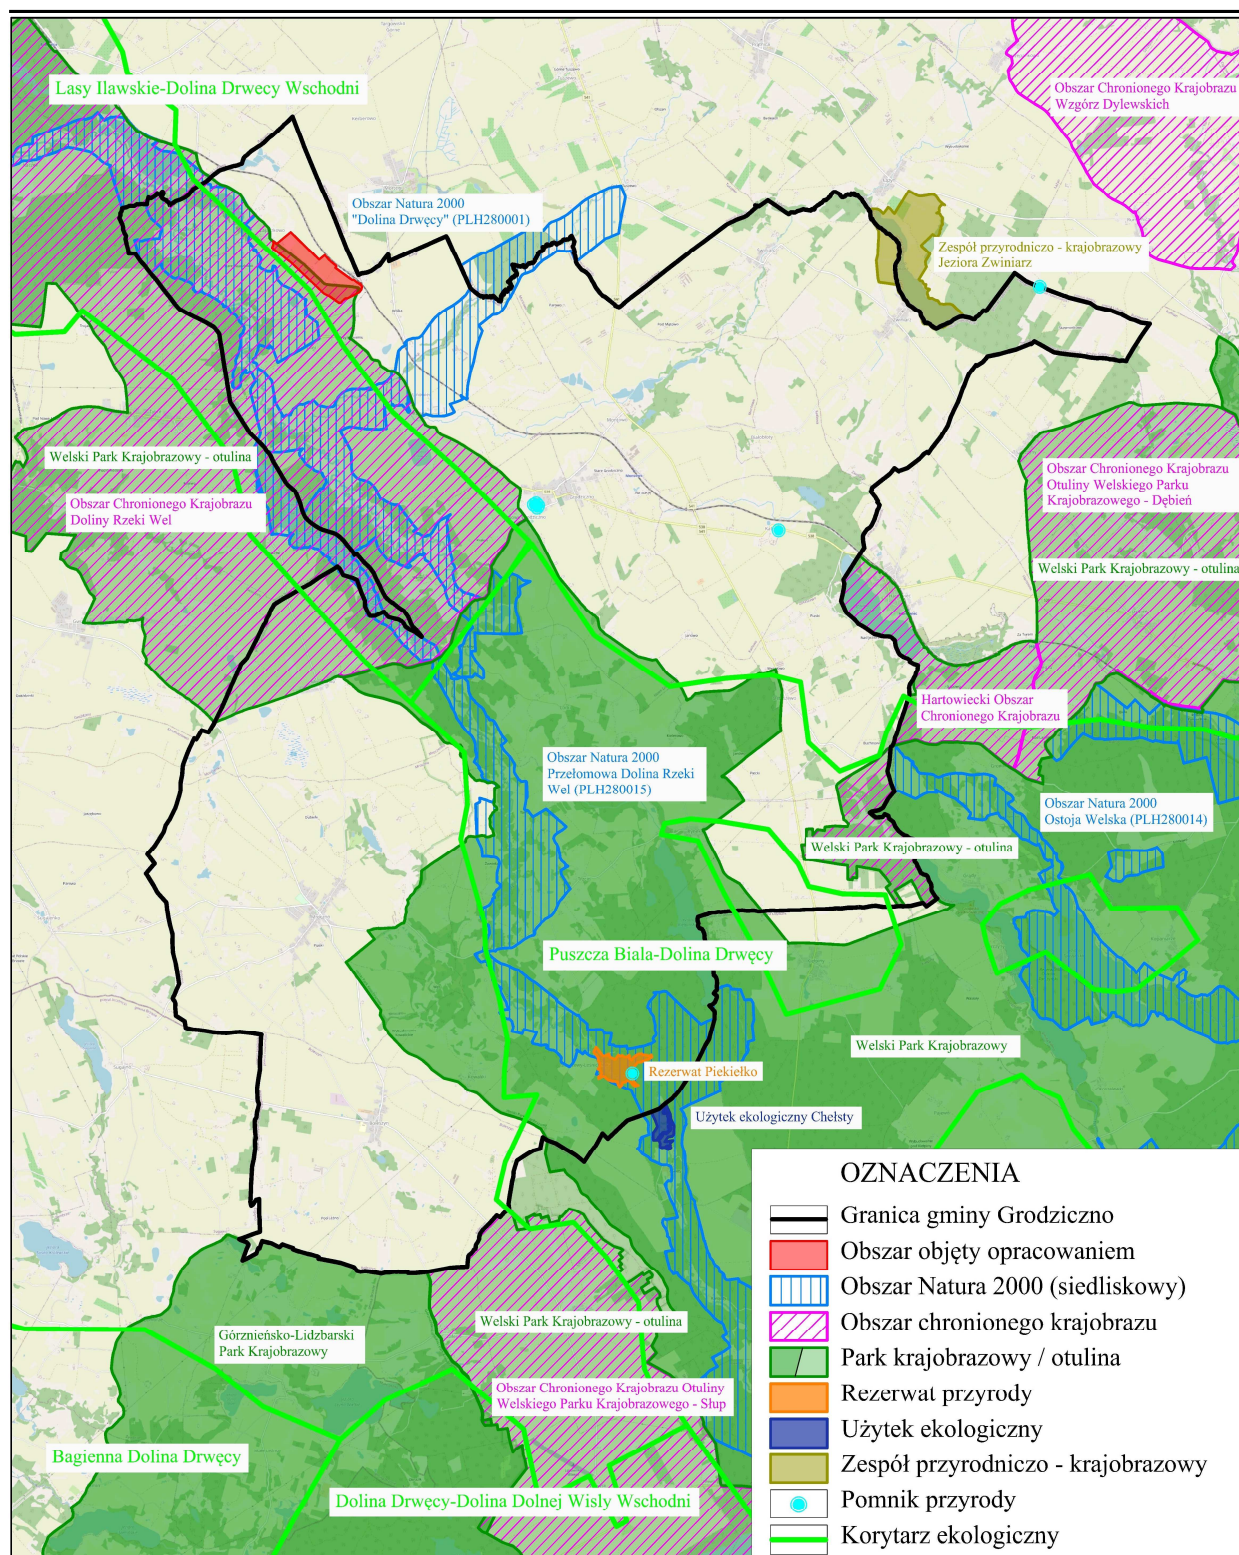 Lasy Ilawskie-Dolina Drwecy Wschodni
Obszar Chronionego Krajobrazu
Wzgórz Dylewskich
Obszar Natura 2000
"Dolina Drwęcy" (PLH280001)
Zespół przyrodniczo - krajobrazowy
Jeziora Zwiniarz
Welski Park Krajobrazowy - otulina
Obszar Chronionego Krajobrazu
Doliny Rzeki Wel
Obszar Chronionego Krajobrazu
Otuliny Welskiego Parku
Krajobrazowego - Dębień
Welski Park Krajobrazowy - otulina
Hartowiecki Obszar
Chronionego Krajobrazu
Obszar Natura 2000
Przełomowa Dolina Rzeki
Wel (PLH280015)
Obszar Natura 2000
Ostoja Welska (PLH280014)
Welski Park Krajobrazowy - otulina
Puszcza Biala-Dolina Drwęcy
Welski Park Krajobrazowy
Rezerwat Piekiełko
Użytek ekologiczny Chełsty
Welski Park Krajobrazowy - otulina
Górznieńsko-Lidzbarski
Park Krajobrazowy
Obszar Chronionego Krajobrazu Otuliny
Welskiego Parku Krajobrazowego - Słup
Bagienna Dolina Drwęcy
Dolina Drwęcy-Dolina Dolnej Wisly Wschodni
OZNACZENIA
Granica gminy Grodziczno
Obszar objęty opracowaniem
Obszar Natura 2000 (siedliskowy)
Obszar chronionego krajobrazu
Park krajobrazowy / otulina
Rezerwat przyrody
Użytek ekologiczny
Zespół przyrodniczo - krajobrazowy
Pomnik przyrody
Korytarz ekologiczny